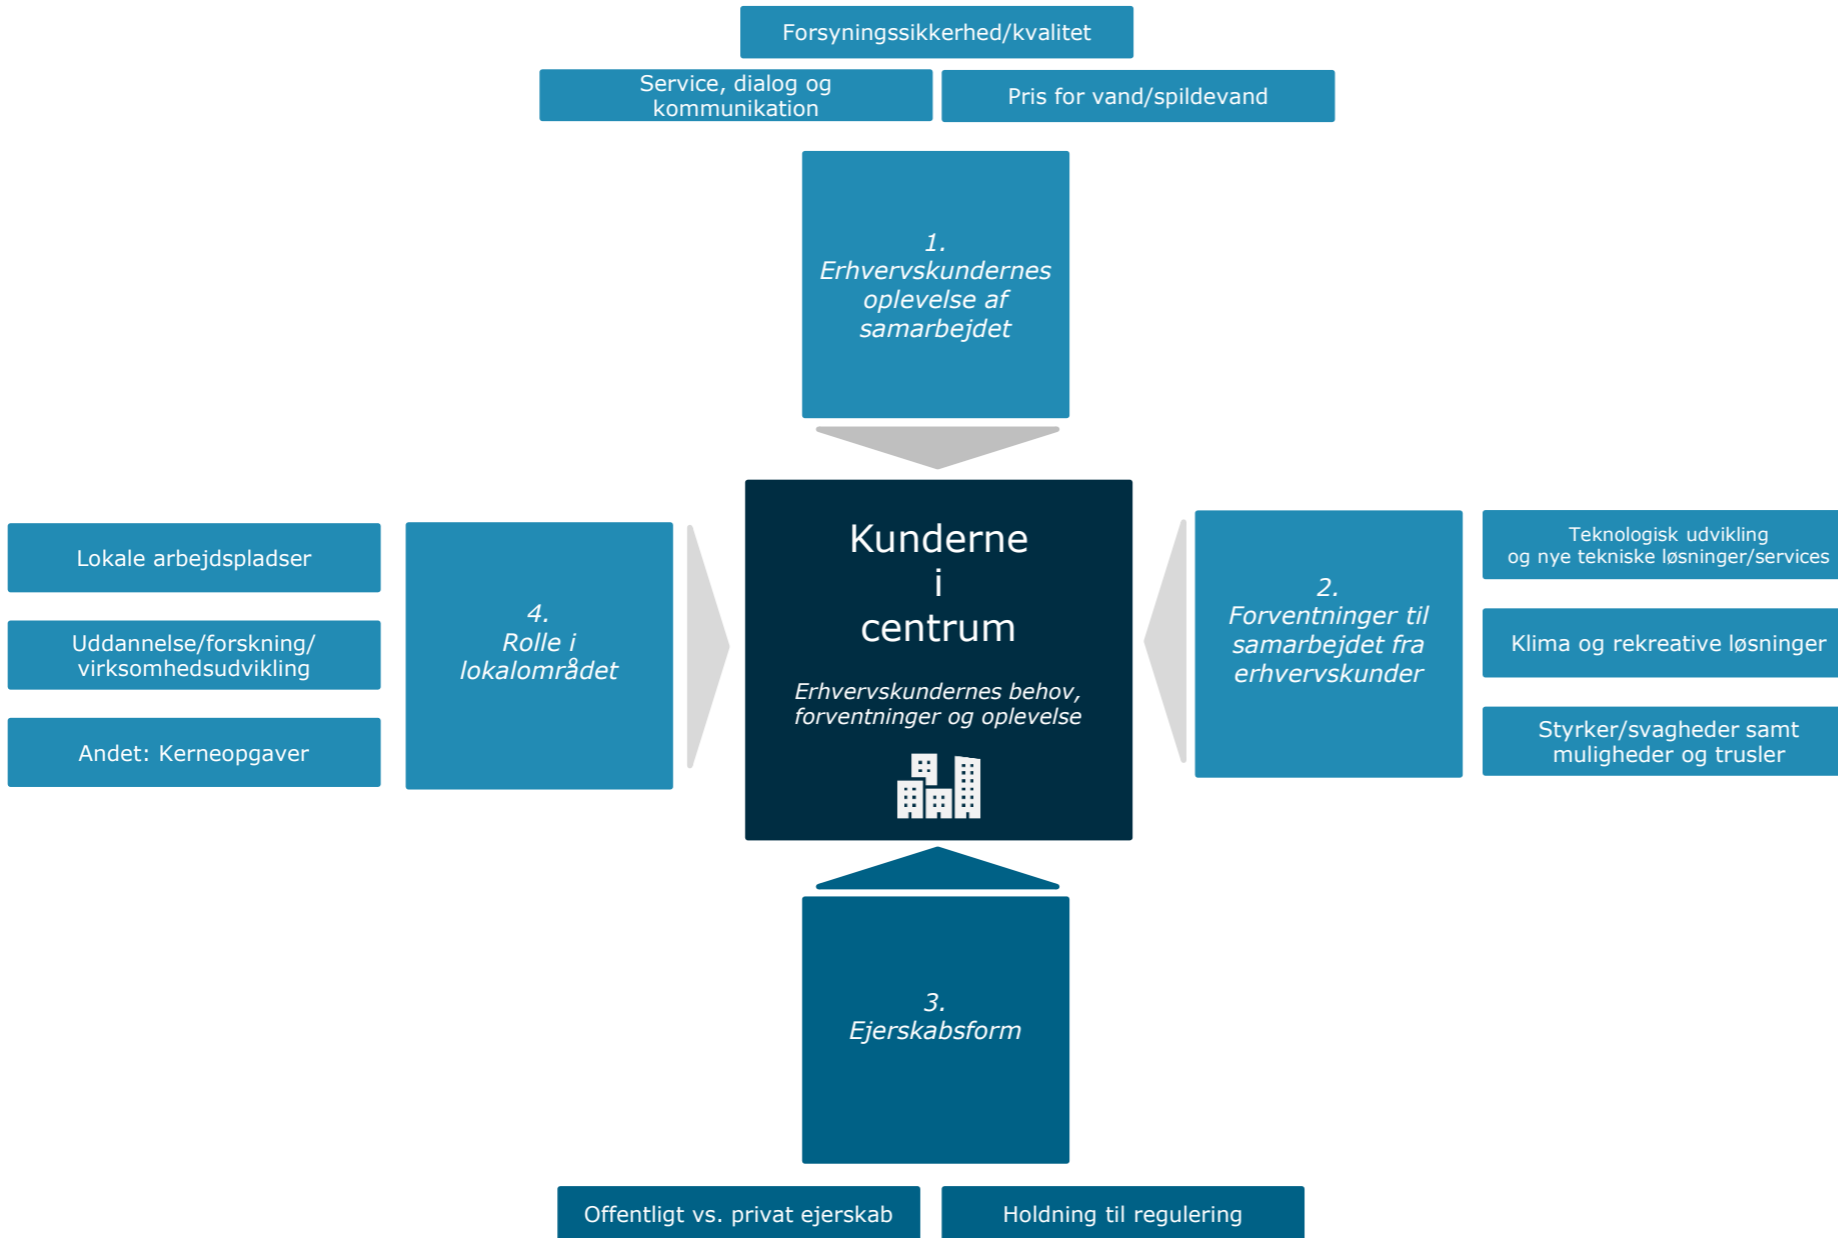 Forsyningssikkerhed/kvalitet
Service, dialog og
kommunikation
Pris for vand/spildevand
1.
Erhvervskundernes
oplevelse af
samarbejdet
Lokale arbejdspladser
Uddannelse/forskning/
virksomhedsudvikling
Andet: Kerneopgaver
4.
Rolle i
lokalområdet
Kunderne
i
centrum
Erhvervskundernes behov,
forventninger og oplevelse
2.
Forventninger til
samarbejdet fra
erhvervskunder
Teknologisk udvikling
og nye tekniske løsninger/services
Klima og rekreative løsninger
Styrker/svagheder samt
muligheder og trusler
3.
Ejerskabsform
Offentligt vs. privat ejerskab
Holdning til regulering